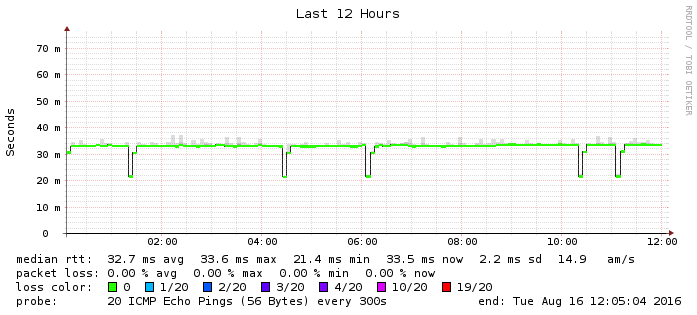 Last 12 Hours
RRDTOOL / TOBI OETIKER
Seconds
70 m
60 m
50 m
40 m
30 m
20 m
10 m
0
02:00 04:00 06:00 08:00 10:00 12:00
median rtt: 32.7 ms avg 33.6 ms max 21.4 ms min 33.5 ms now 2.2 ms sd 14.9 am/s
packet loss: 0.00 % avg 0.00 % max 0.00 % min 0.00 % now
loss color: 0 1/20 2/20 3/20 4/20 10/20 19/20
probe: 20 ICMP Echo Pings (56 Bytes) every 300s end: Tue Aug 16 12:05:04 2016